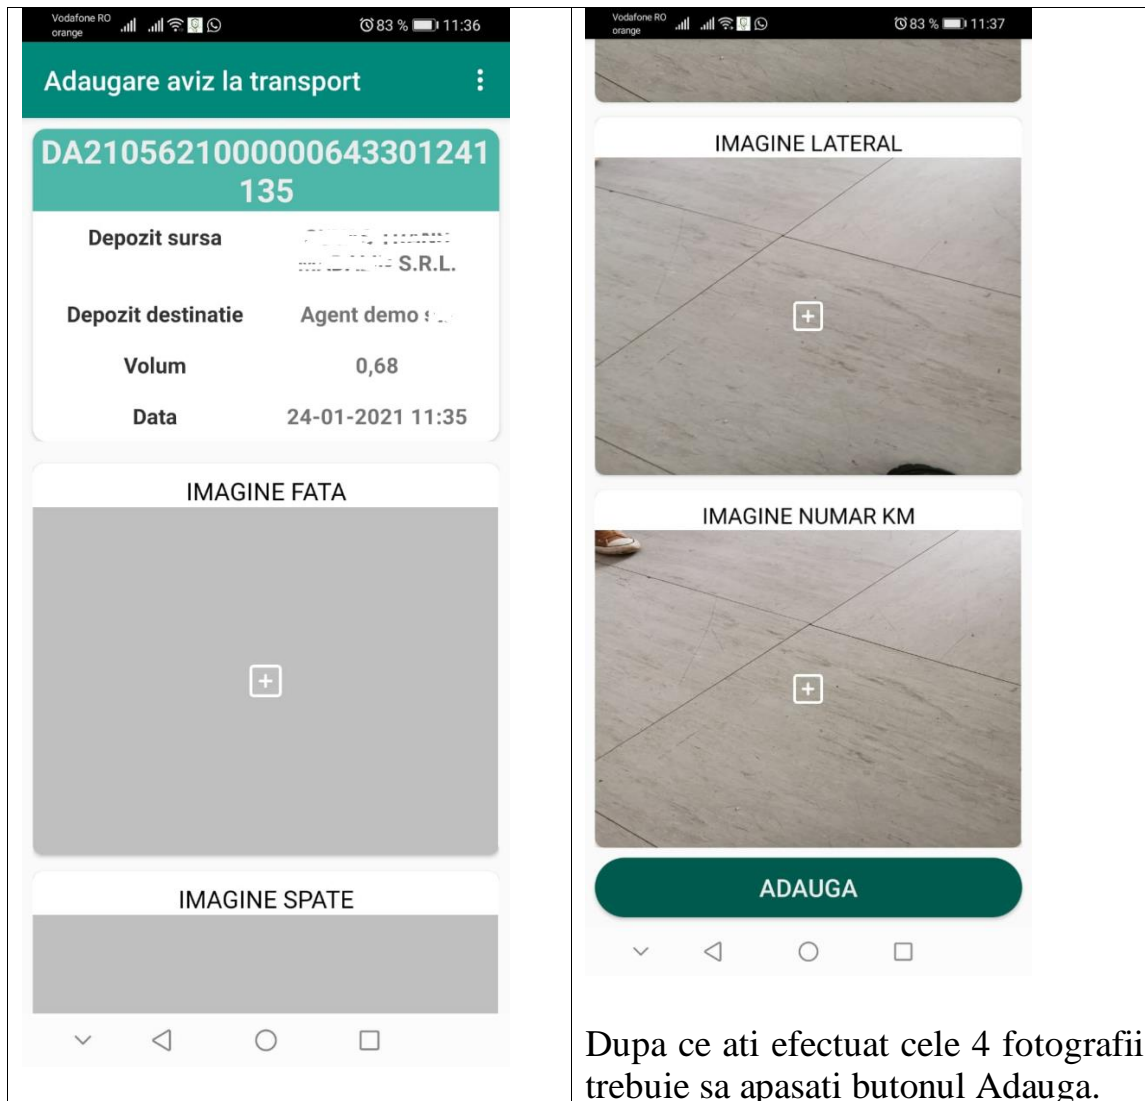 Vodafone RO
orange
83 % 11:36
Adaugare aviz la transport
DA2105621000000643301241
135
Depozit sursa
S.R.L.
Depozit destinatie Agent demo
Volum 0,68
Data 24-01-2021 11:35
IMAGINE FATA
IMAGINE SPATE
Vodafone RO
orange
83 % 11:37
IMAGINE LATERAL
IMAGINE NUMAR KM
ADAUGA
Dupa ce ati efectuat cele 4 fotografii
trebuie sa apasati butonul Adauga.